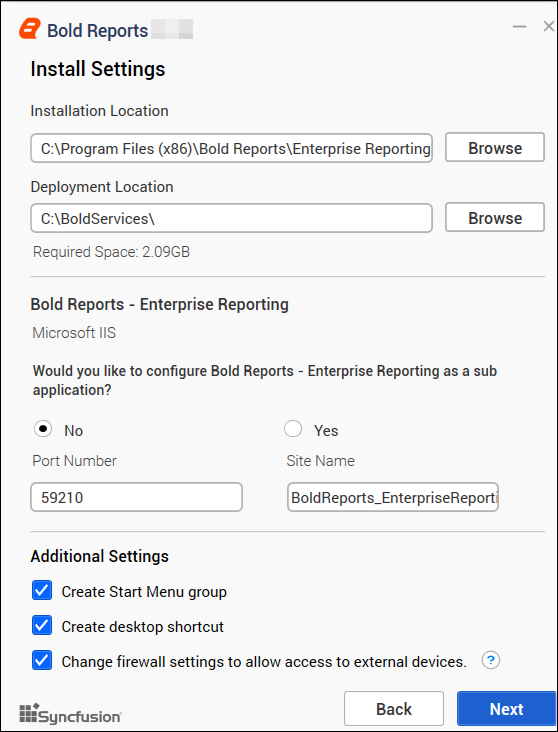 Bold Reports
Install Settings
Installation Location
C:\Program Files (x86)\Bold Reports\Enterprise Reporting
Browse
Deployment Location
C:\BoldServices\
Browse
Required Space: 2.09GB
Bold Reports - Enterprise Reporting
Microsoft IIS
Would you like to configure Bold Reports - Enterprise Reporting as a sub
application?
No
Yes
Port Number
Site Name
59210
BoldReports_EnterpriseReporti
Additional Settings
Create Start Menu group
Create desktop shortcut
Change firewall settings to allow access to external devices.
?
Syncfusion
Back
Next